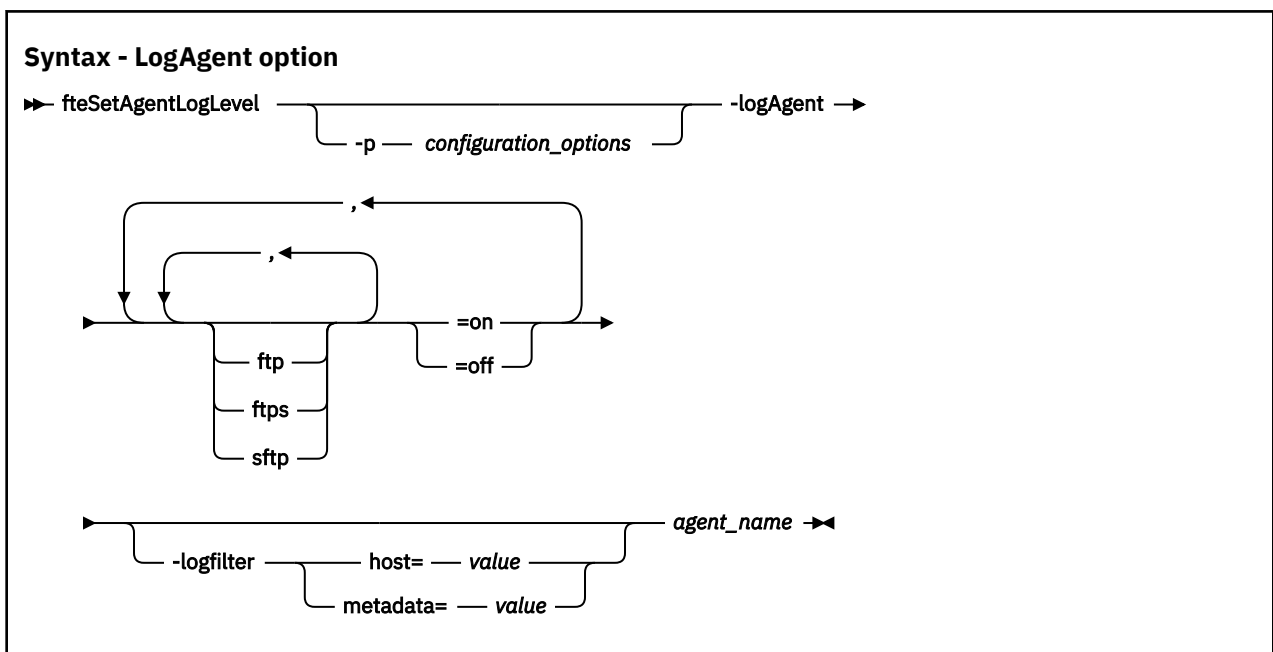 Syntax - LogAgent option
fteSetAgentLogLevel -logAgent
-p configuration_options
,
,
=on
ftp =off
ftps
sftp
agent_name
-logfilter host= value
metadata= value